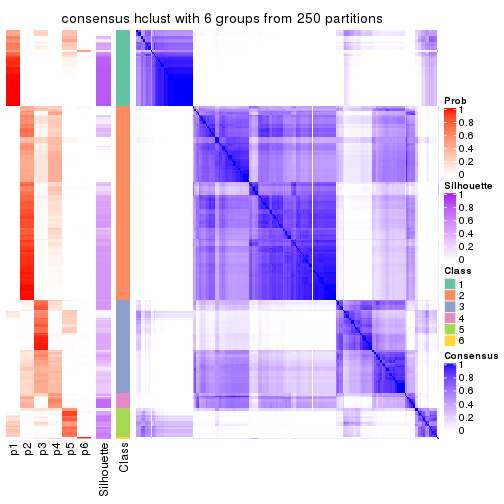 consensus hclust with 6 groups from 250 partitions
Prob
1
0.8
0.6
0.4
0.2
0
Silhouette
1
0.8
0.6
0.4
0.2
0
Class
1
2
3
4
5
6
Consensus
1
0.8
0.6
0.4
0.2
0
p1
p2
p3
p4
p5
p6
Silhouette
Class